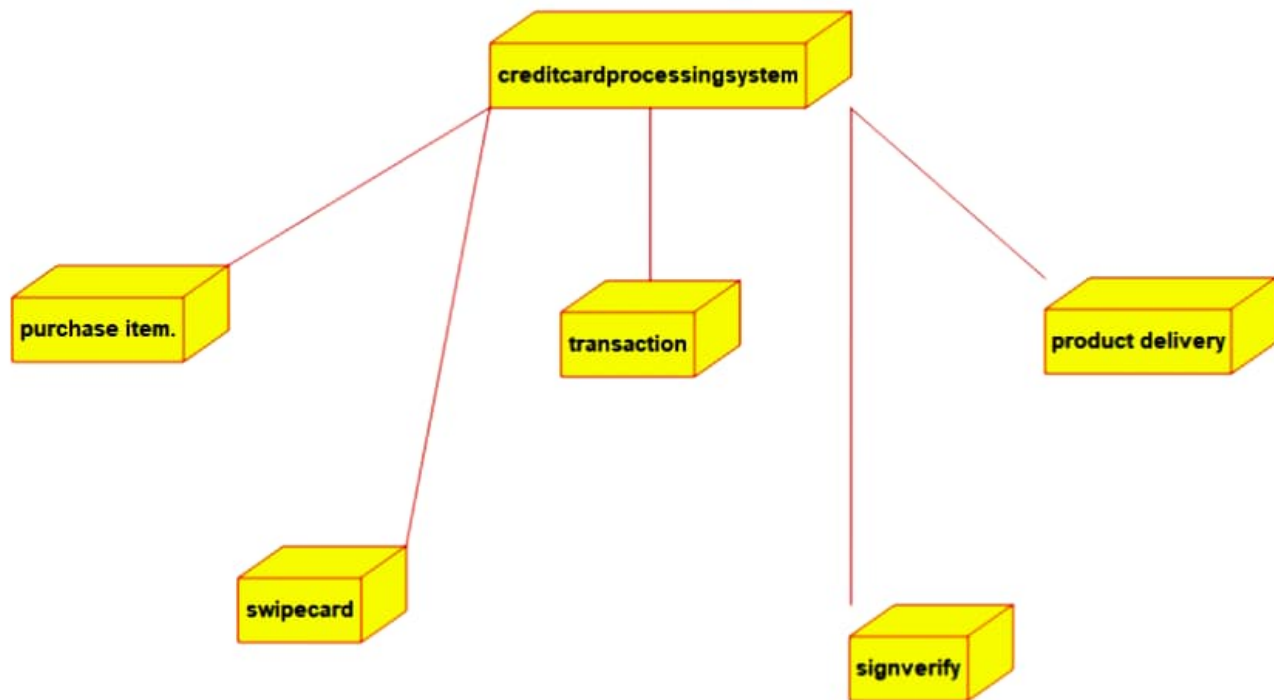 creditcardprocessingsystem
purchase item.
transaction
product delivery
swipecard
signverify